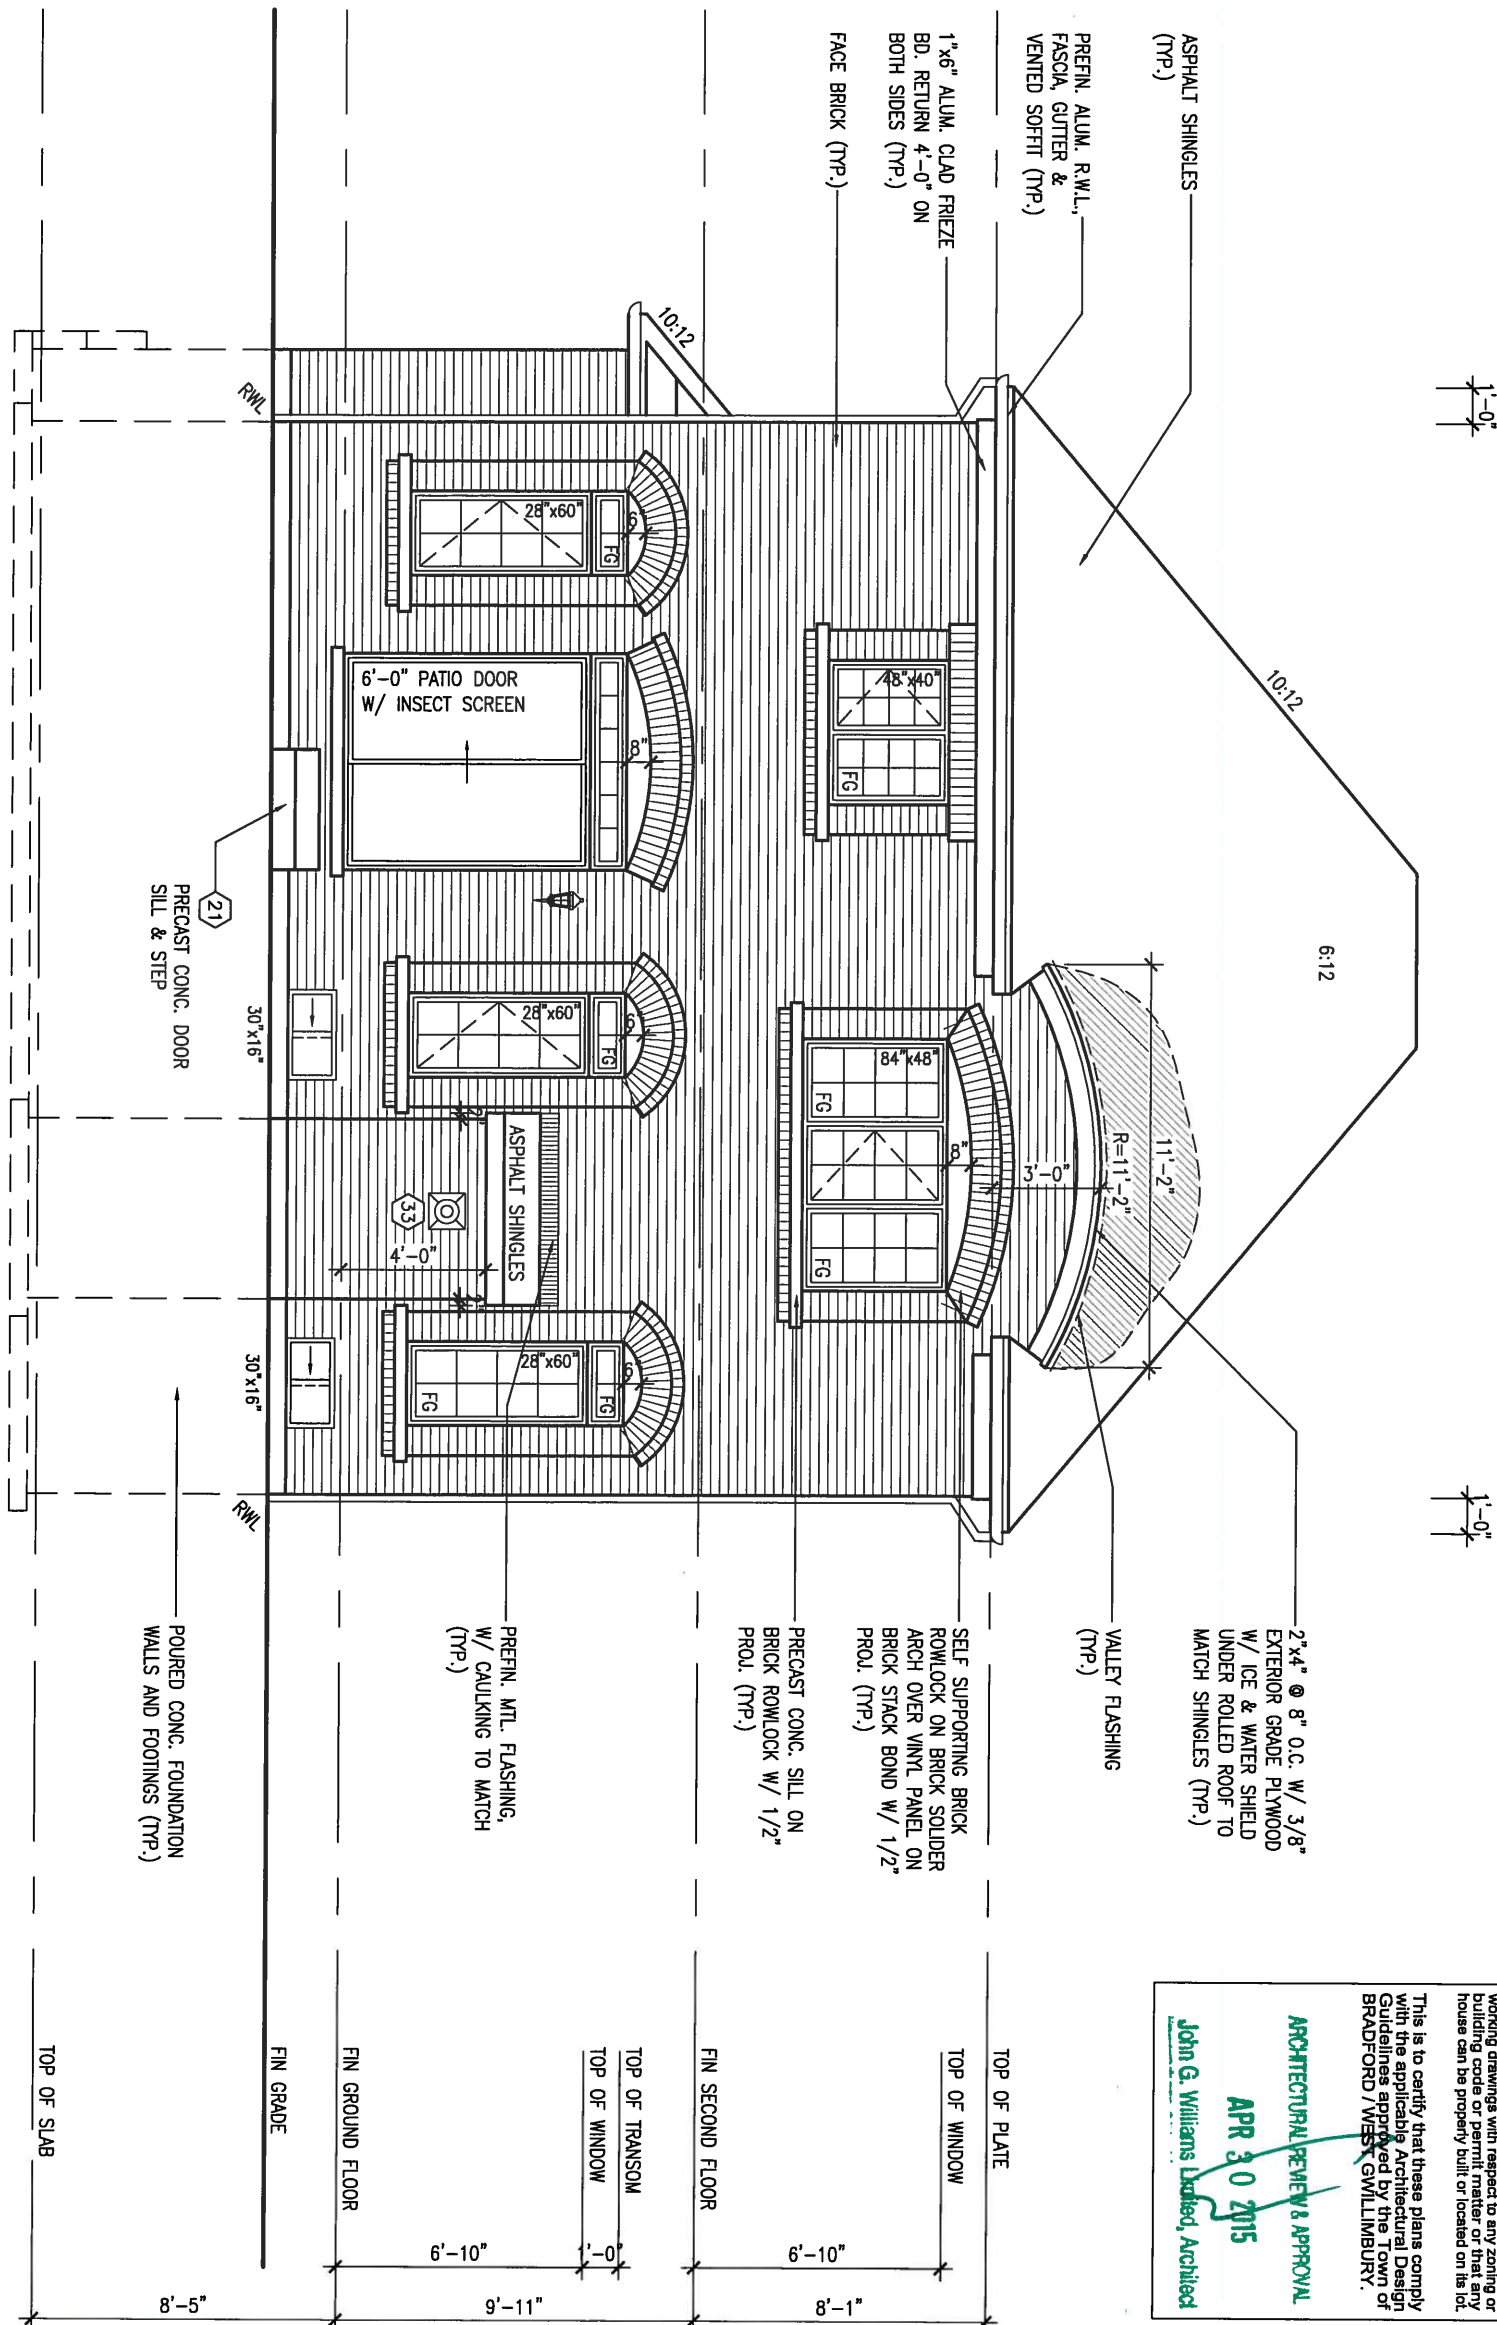 ASPHALT SHINGLES
(TYP.)
PREFIN. ALUM. R.W.L.,
FASCIA, GUTTER &
VENTED SOFFIT (TYP.)
1"x6" ALUM. CLAD FRIEZE
BD. RETURN 4'-0" ON
BOTH SIDES (TYP.)
FACE BRICK (TYP.)
1'-0"
10:12
10:12
6:12
1'-0"
11'-2"
R=11'-2"
3'-0"
48"x40"
FG
84"x48"
FG
FG
8"
28"x60"
6"
FG
6'-0" PATIO DOOR
W/ INSECT SCREEN
8"
28"x60"
6"
FG
28"x60"
6"
FG
FG
ASPHALT SHINGLES
2"
2"
33
4'-0"
RWL
21
PRECAST CONC. DOOR
SILL & STEP
30"x16"
30"x16"
RWL
2"x4" @ 8" O.C. W/ 3/8"
EXTERIOR GRADE PLYWOOD
W/ ICE & WATER SHIELD
UNDER ROLLED ROOF TO
MATCH SHINGLES (TYP.)
VALLEY FLASHING
(TYP.)
SELF SUPPORTING BRICK
ROWLOCK ON BRICK SOLIDER
ARCH OVER VINYL PANEL ON
BRICK STACK BOND W/ 1/2"
PROJ. (TYP.)
PRECAST CONC. SILL ON
BRICK ROWLOCK W/ 1/2"
PROJ. (TYP.)
PREFIN. MTL. FLASHING,
W/ CAULKING TO MATCH
(TYP.)
POURED CONC. FOUNDATION
WALLS AND FOOTINGS (TYP.)
TOP OF PLATE
TOP OF WINDOW
FIN SECOND FLOOR
TOP OF TRANSOM
TOP OF WINDOW
FIN GROUND FLOOR
FIN GRADE
TOP OF SLAB
6'-10"
1'-0"
6'-10"
8'-1"
9'-11"
8'-5"
working drawings with respect to any zoning or
building code or permit matter or that any
house can be properly built or located on its lot.
This is to certify that these plans comply
with the applicable Architectural Design
Guidelines approved by the Town of
BRADFORD / WEST GWILLIMBURY.
ARCHITECTURAL REVIEW & APPROVAL
APR 30 2015
John G. Williams Limited, Architect